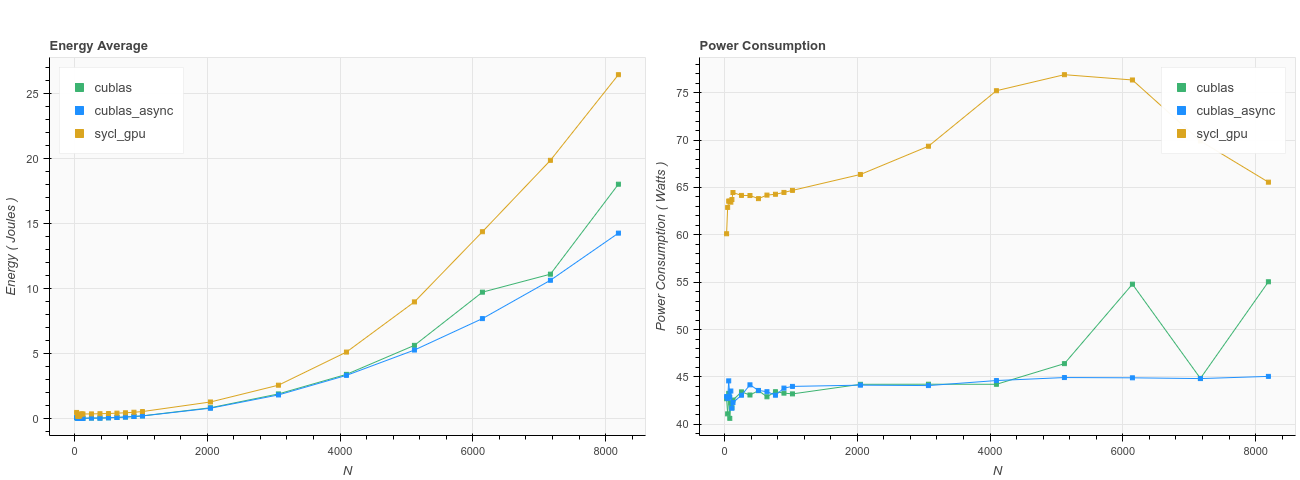 Energy Average
cublas
cublas_async
sycl_gpu
25
20
15
10
5
0
Energy ( Joules )
0 2000 4000 6000 8000
N
Power Consumption
cublas
cublas_async
sycl_gpu
75
70
65
60
55
50
45
40
Power Consumption ( Watts )
0 2000 4000 6000 8000
N